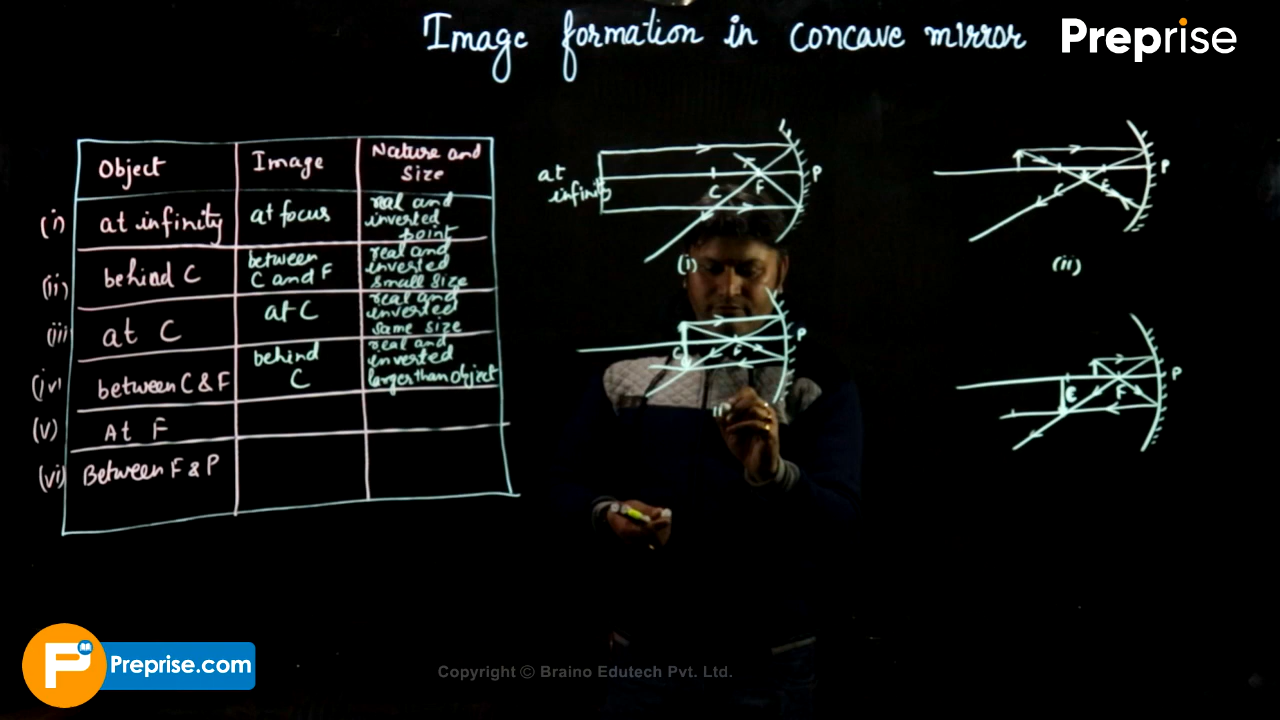 Image formation in concave mirror
Preprise
Object
Image
Nature and
Size
(i)
at infinity
at focus
real and
inverted
point
(ii)
behind C
between
C and F
real and
inverted
small size
(iii)
at C
at C
real and
inverted
same size
(iv)
between C & F
behind
C
real and
inverted
larger than object
(v)
At F
(vi)
Between F & P
at
infinity
C
F
P
(i)
C
F
P
(ii)
C
F
P
C
F
P
Preprise.com
Copyright © Braino Edutech Pvt. Ltd.